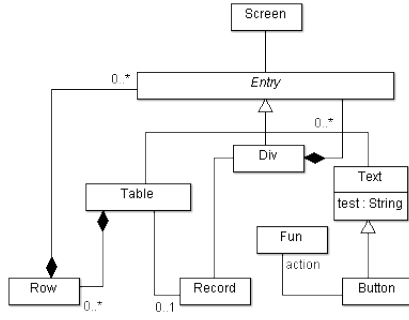 Screen
0..*
Entry
0..*
Div
Text
test : String
Table
Fun
action
Row
0..*
0..1
Record
Button